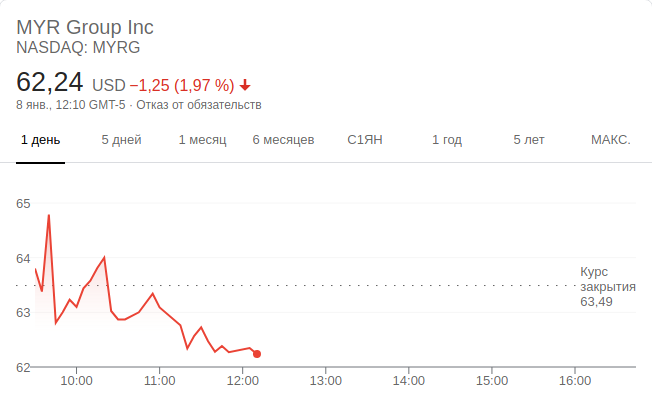 MYR Group Inc
NASDAQ: MYRG
62,24 USD −1,25 (1,97 %)
8 янв., 12:10 GMT-5 · Отказ от обязательств
1 день 5 дней 1 месяц 6 месяцев С1ЯН 1 год 5 лет МАКС.
65
64
63
62
Курс
закрытия
63,49
10:00 11:00 12:00 13:00 14:00 15:00 16:00